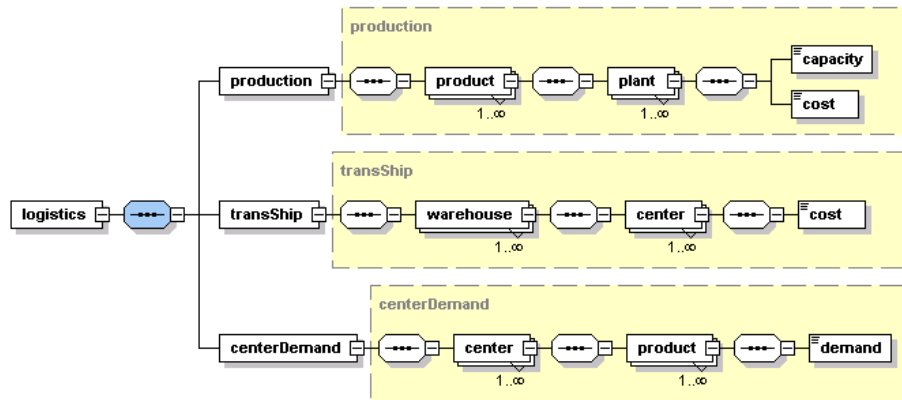 production
production
product
plant
capacity
cost
1..∞
1..∞
transShip
logistics
transShip
warehouse
center
cost
1..∞
1..∞
centerDemand
centerDemand
center
product
demand
1..∞
1..∞